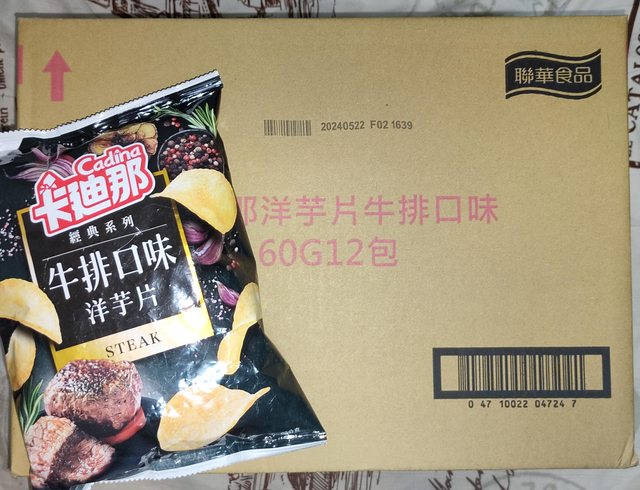 聯華食品
20240522 F02 1639
Cadina
卡迪那
經典系列
牛排口味
洋芋片
STEAK
那洋芋片牛排口味
60G12包
0 47 10022 04724 7